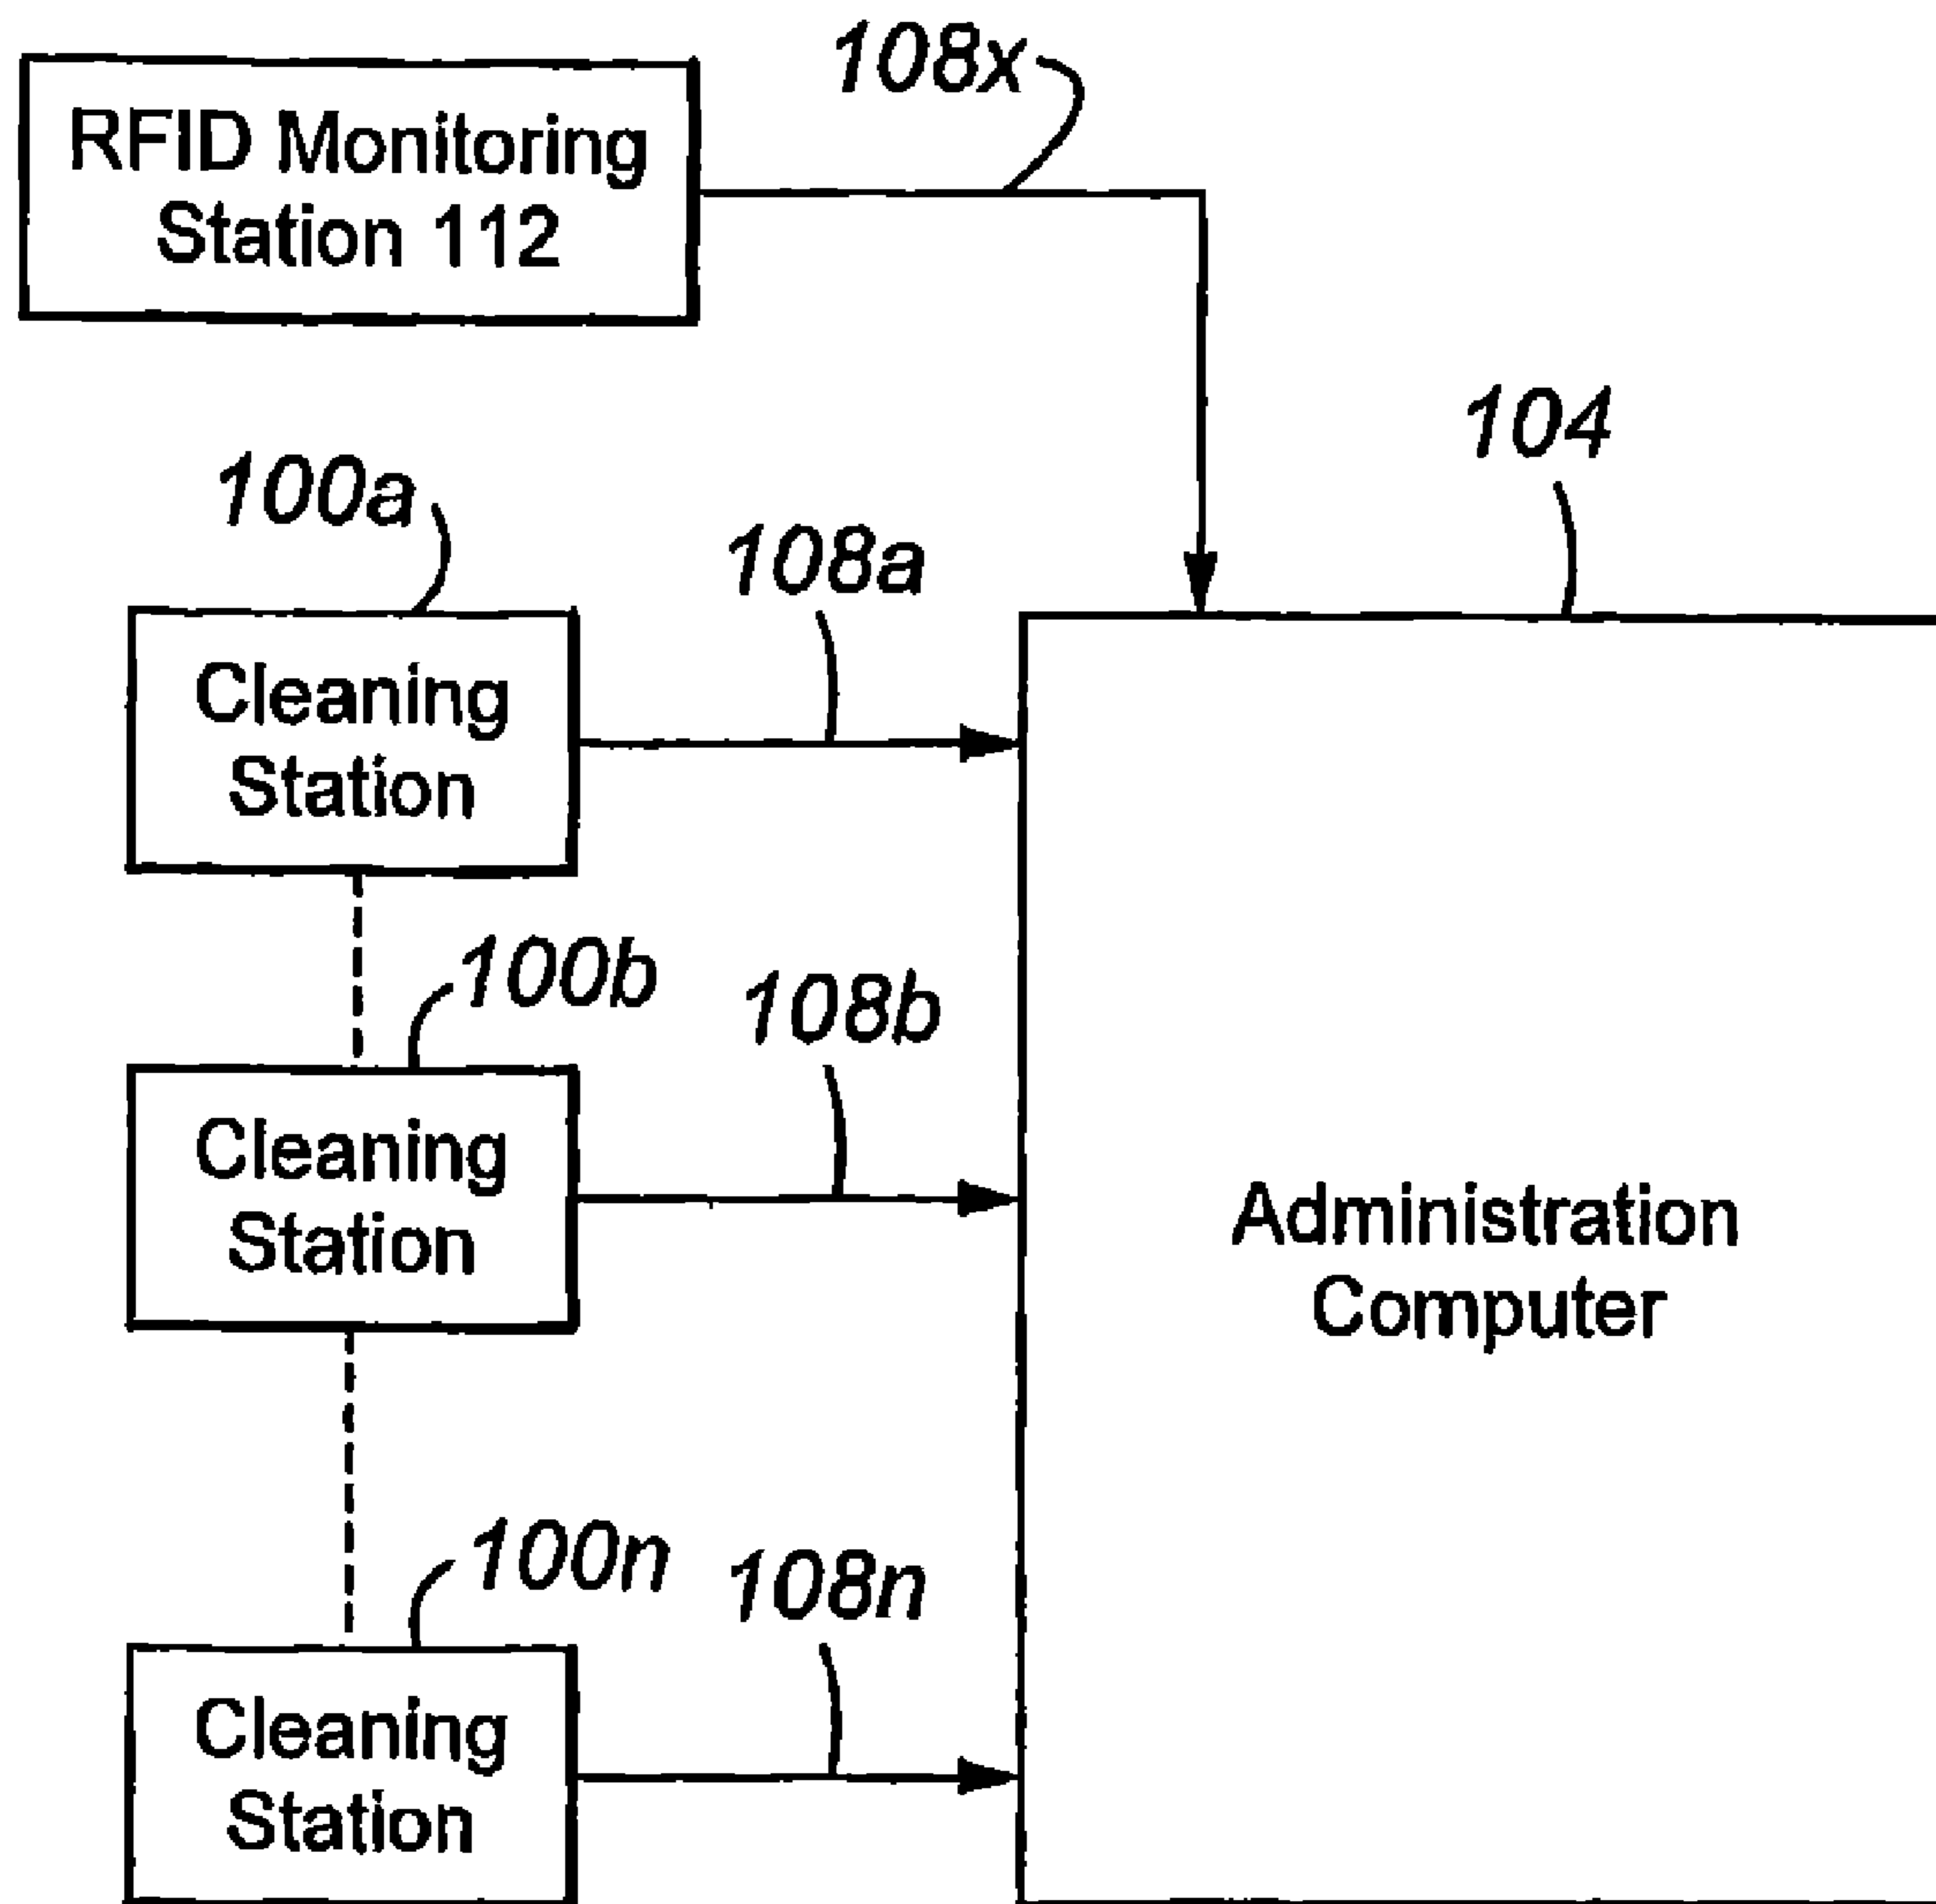 108x
RFID Monitoring
Station 112
104
100a
108a
Cleaning
Station
100b
108b
Cleaning
Station
Administration
Computer
100n
108n
Cleaning
Station